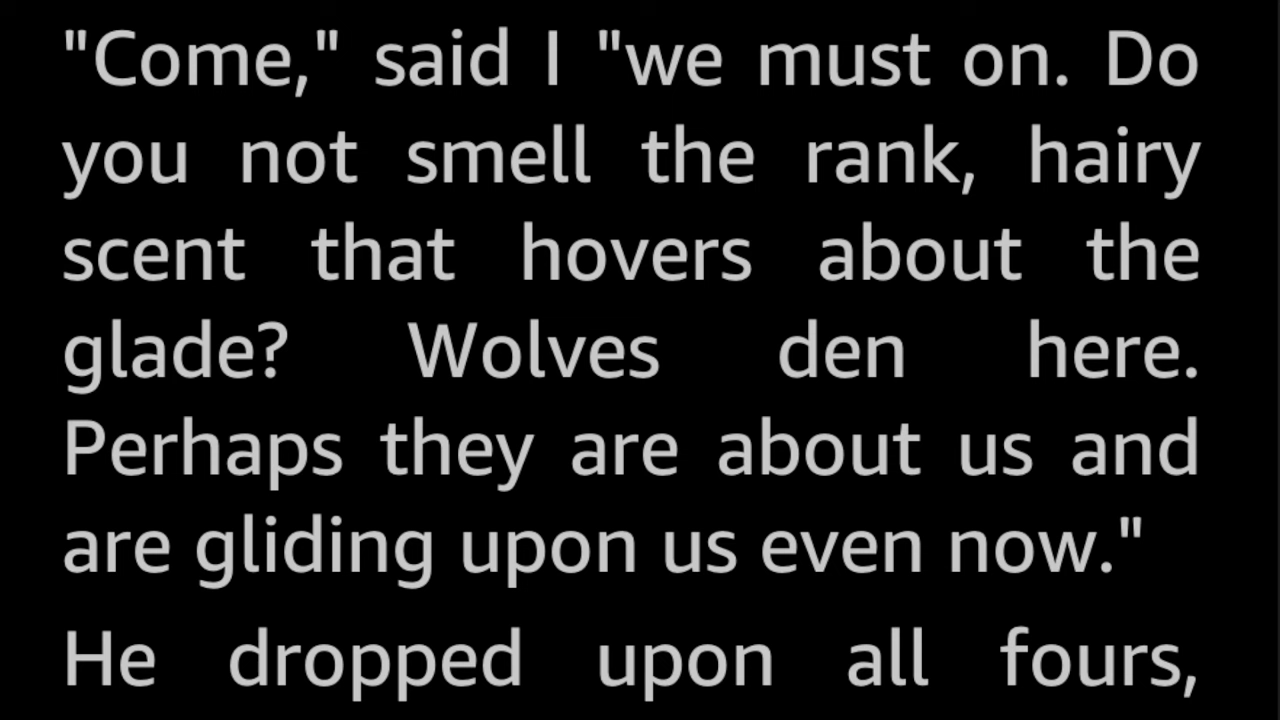 "Come," said I "we must on. Do
you not smell the rank, hairy
scent that hovers about the
glade? Wolves den here.
Perhaps they are about us and
are gliding upon us even now."
He dropped upon all fours,